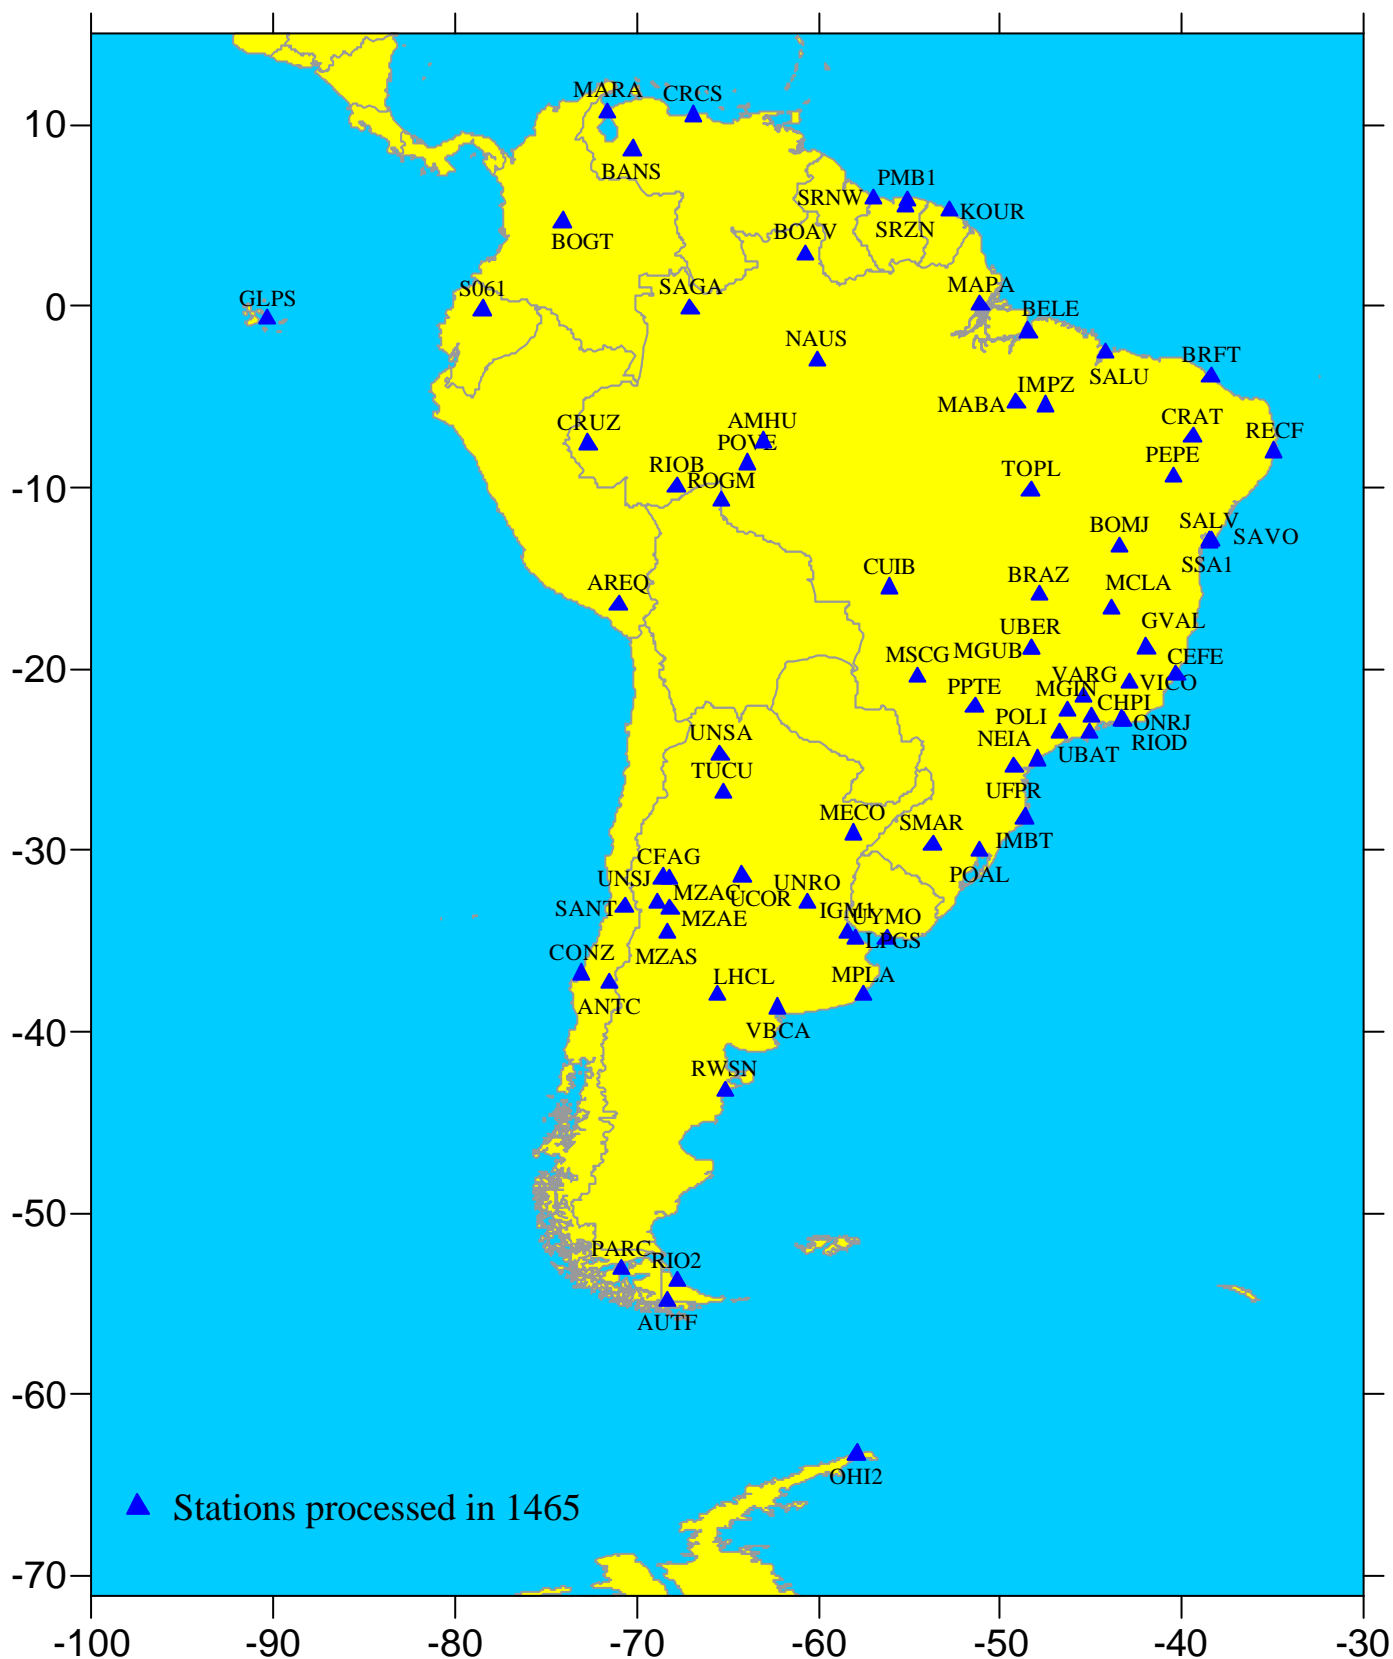 MARA
CRCS
10
BANS
PMB1
SRNW
KOUR
SRZN
BOAV
BOGT
MAPA
SAGA
S061
GLPS
0
BELE
NAUS
BRFT
SALU
IMPZ
MABA
CRAT
AMHU
CRUZ
RECF
POVE
PEPE
RIOB
TOPL
ROGM
-10
SALV
BOMJ
SAVO
SSA1
CUIB
BRAZ
AREQ
MCLA
GVAL
UBER
MGUB
MSCG
CEFE
-20
VARG
VICO
PPTE
MGIN
CHPI
POLI
ONRJ
UNSA
NEIA
RIOD
UBAT
TUCU
UFPR
MECO
SMAR
IMBT
-30
CFAG
POAL
UNSJ
UNRO
MZAC
UCOR
SANT
IGM1
UYMO
MZAE
LPGS
CONZ
MZAS
LHCL
MPLA
ANTC
-40
VBCA
RWSN
-50
PARC
RIO2
AUTF
-60
OHI2
Stations processed in 1465
-70
-100 -90 -80 -70 -60 -50 -40 -30